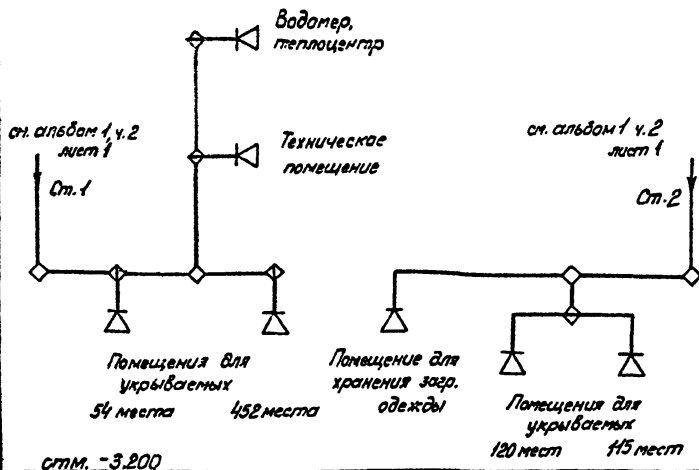 Водомер,
теплоцентр
см. альбом 1, ч.2
лист 1
Ст. 1
Техническое
помещение
см. альбом 1 ч.2
лист 1
Ст. 2
Помещения для
укрываемых
54 места 452 места
Помещение для
хранения загр.
одежды
Помещения для
укрываемых
120 мест 115 мест
отм. -3.200